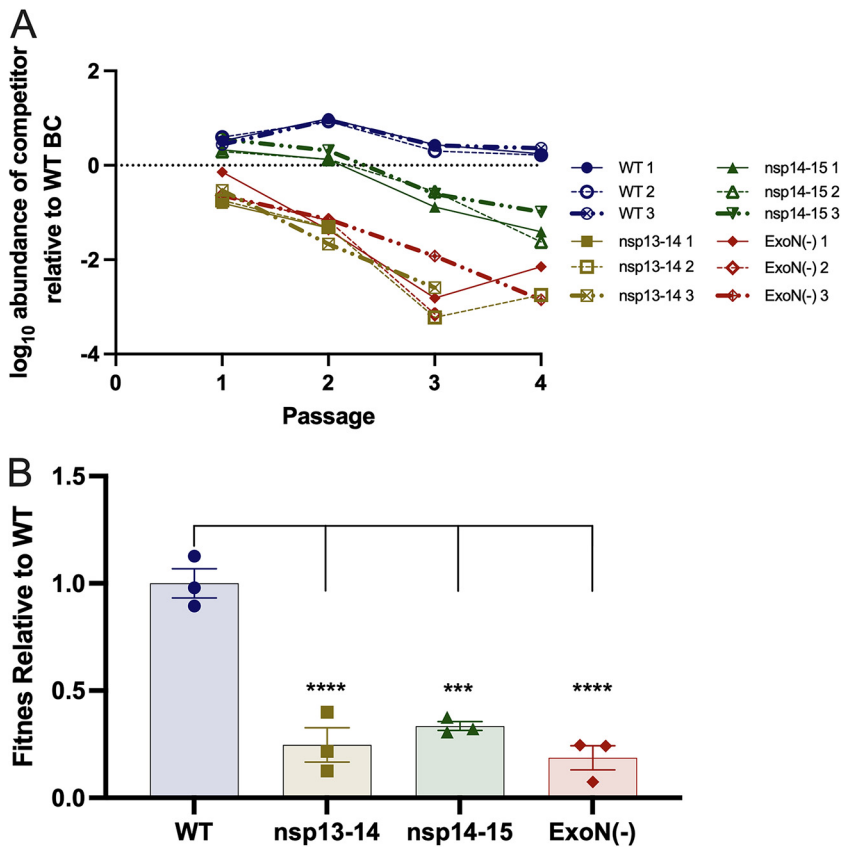 A
log10 abundance of competitor
relative to WT BC
2
0
-2
-4
0 1 2 3 4
Passage
WT 1
WT 2
WT 3
nsp13-14 1
nsp13-14 2
nsp13-14 3
nsp14-15 1
nsp14-15 2
nsp14-15 3
ExoN(-) 1
ExoN(-) 2
ExoN(-) 3
B
Fitnes Relative to WT
1.5
1.0
0.5
0.0
**** *** ****
WT nsp13-14 nsp14-15 ExoN(-)